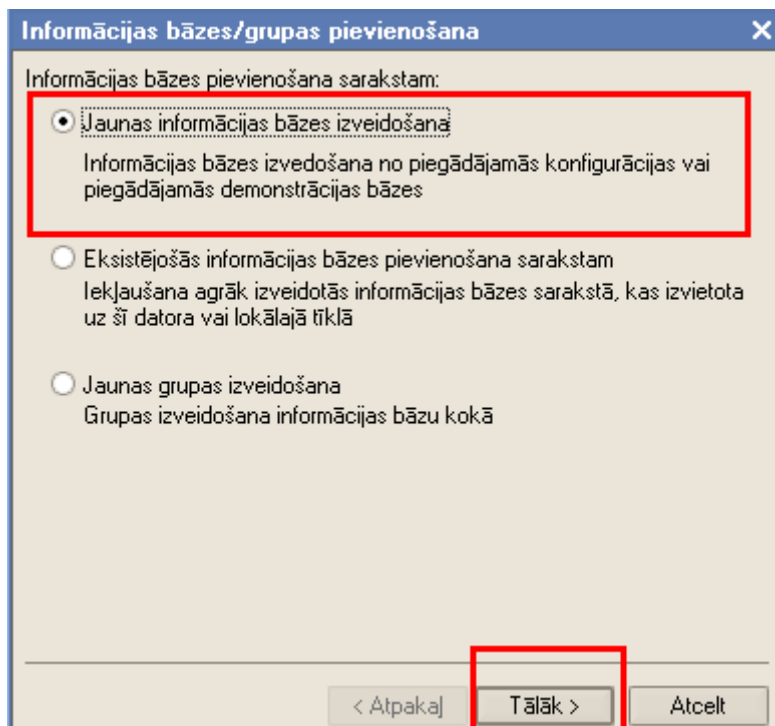 Informācijas bāzes/grupas pievienošana
Informācijas bāzes pievienošana sarakstam:
Jaunas informācijas bāzes izveidošana
Informācijas bāzes izvedošana no piegādājamās konfigurācijas vai
piegādājamās demonstrācijas bāzes
Eksistējošās informācijas bāzes pievienošana sarakstam
Iekļaušana agrāk izveidotās informācijas bāzes sarakstā, kas izvietota
uz šī datora vai lokālajā tīklā
Jaunas grupas izveidošana
Grupas izveidošana informācijas bāzu kokā
< Atpakaļ
Tālāk >
Atcelt